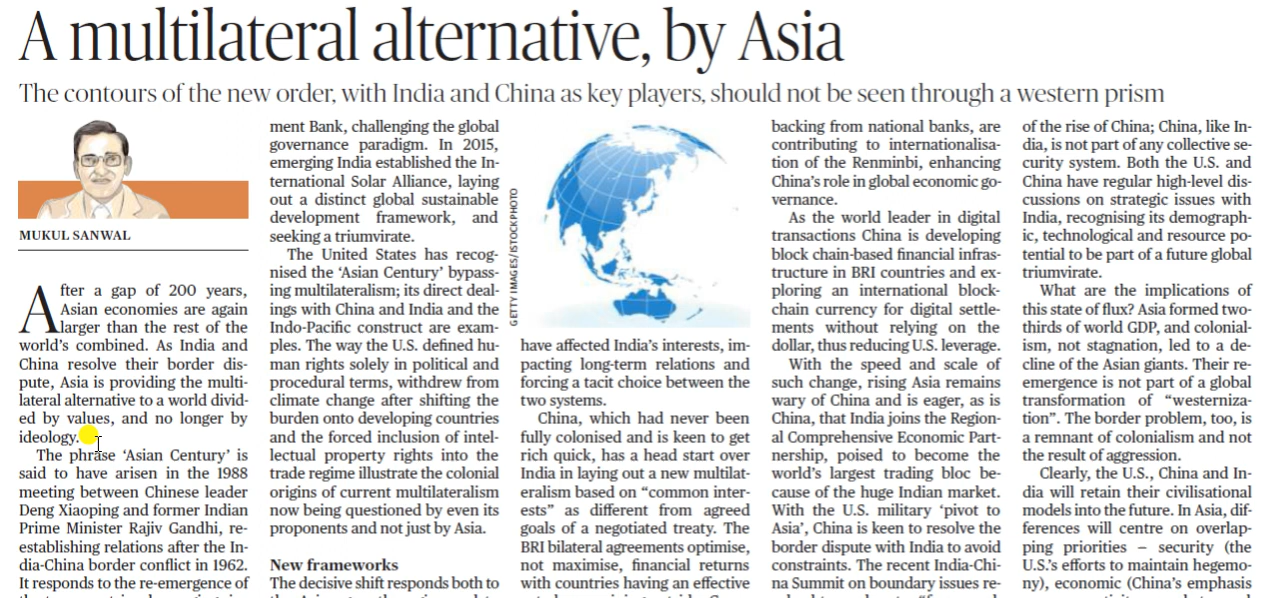 A multilateral alternative, by Asia
The contours of the new order, with India and China as key players, should not be seen through a western prism
MUKUL SANWAL
After a gap of 200 years,
Asian economies are again
larger than the rest of the
world's combined. As India and
China resolve their border dis-
pute, Asia is providing the multi-
lateral alternative to a world divid-
ed by values, and no longer by
ideology.
The phrase 'Asian Century' is
said to have arisen in the 1988
meeting between Chinese leader
Deng Xiaoping and former Indian
Prime Minister Rajiv Gandhi, re-
establishing relations after the In-
dia-China border conflict in 1962.
It responds to the re-emergence of
ment Bank, challenging the global
governance paradigm. In 2015,
emerging India established the In-
ternational Solar Alliance, laying
out a distinct global sustainable
development framework, and
seeking a triumvirate.
The United States has recog-
nised the 'Asian Century' bypass-
ing multilateralism; its direct deal-
ings with China and India and the
Indo-Pacific construct are exam-
ples. The way the U.S. defined hu-
man rights solely in political and
procedural terms, withdrew from
climate change after shifting the
burden onto developing countries
and the forced inclusion of intel-
lectual property rights into the
trade regime illustrate the colonial
origins of current multilateralism
now being questioned by even its
proponents and not just by Asia.
New frameworks
The decisive shift responds both to
GETTY IMAGES/ISTOCKPHOTO
have affected India's interests, im-
pacting long-term relations and
forcing a tacit choice between the
two systems.
China, which had never been
fully colonised and is keen to get
rich quick, has a head start over
India in laying out a new multilat-
eralism based on "common inter-
ests" as different from agreed
goals of a negotiated treaty. The
BRI bilateral agreements optimise,
not maximise, financial returns
with countries having an effective
backing from national banks, are
contributing to internationalisa-
tion of the Renminbi, enhancing
China's role in global economic go-
vernance.
As the world leader in digital
transactions China is developing
block chain-based financial infras-
tructure in BRI countries and ex-
ploring an international block-
chain currency for digital settle-
ments without relying on the
dollar, thus reducing U.S. leverage.
With the speed and scale of
such change, rising Asia remains
wary of China and is eager, as is
China, that India joins the Region-
al Comprehensive Economic Part-
nership, poised to become the
world's largest trading bloc be-
cause of the huge Indian market.
With the U.S. military 'pivot to
Asia', China is keen to resolve the
border dispute with India to avoid
constraints. The recent India-Chi-
na Summit on boundary issues re-
of the rise of China; China, like In-
dia, is not part of any collective se-
curity system. Both the U.S. and
China have regular high-level dis-
cussions on strategic issues with
India, recognising its demograph-
ic, technological and resource po-
tential to be part of a future global
triumvirate.
What are the implications of
this state of flux? Asia formed two-
thirds of world GDP, and colonial-
ism, not stagnation, led to a de-
cline of the Asian giants. Their re-
emergence is not part of a global
transformation of "westerniza-
tion". The border problem, too, is
a remnant of colonialism and not
the result of aggression.
Clearly, the U.S., China and In-
dia will retain their civilisational
models into the future. In Asia, dif-
ferences will centre on overlap-
ping priorities – security (the
U.S.'s efforts to maintain hegemo-
ny), economic (China's emphasis